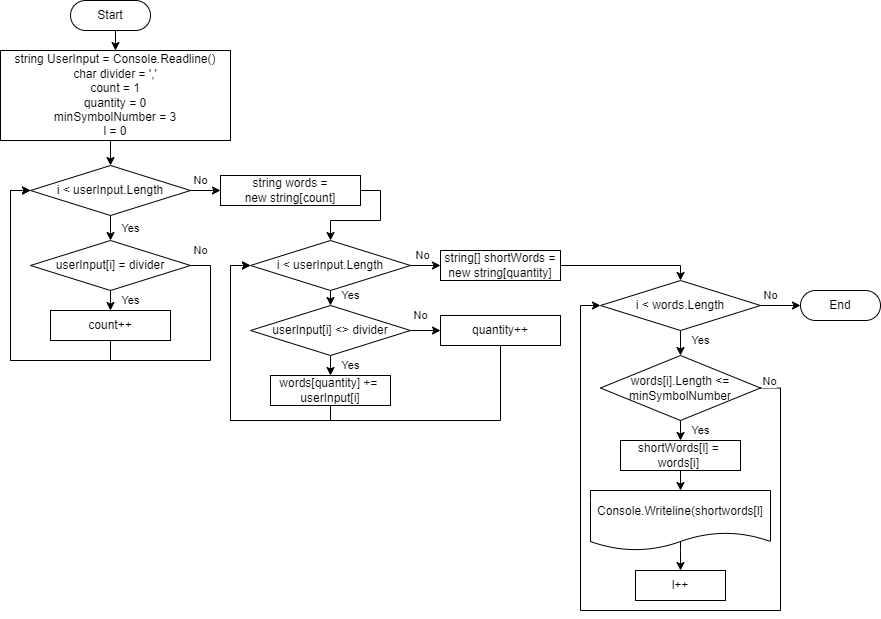 Start
string UserInput = Console.Readline()
char divider = ','
count = 1
quantity = 0
minSymbolNumber = 3
l = 0
i < userInput.Length
No
string words =
new string[count]
Yes
userInput[i] = divider
No
Yes
count++
i < userInput.Length
No
string[] shortWords =
new string[quantity]
Yes
userInput[i] <> divider
No
quantity++
Yes
words[quantity] +=
userInput[i]
i < words.Length
No
End
Yes
words[i].Length <=
minSymbolNumber
No
Yes
shortWords[l] =
words[i]
Console.Writeline(shortwords[l]
l++